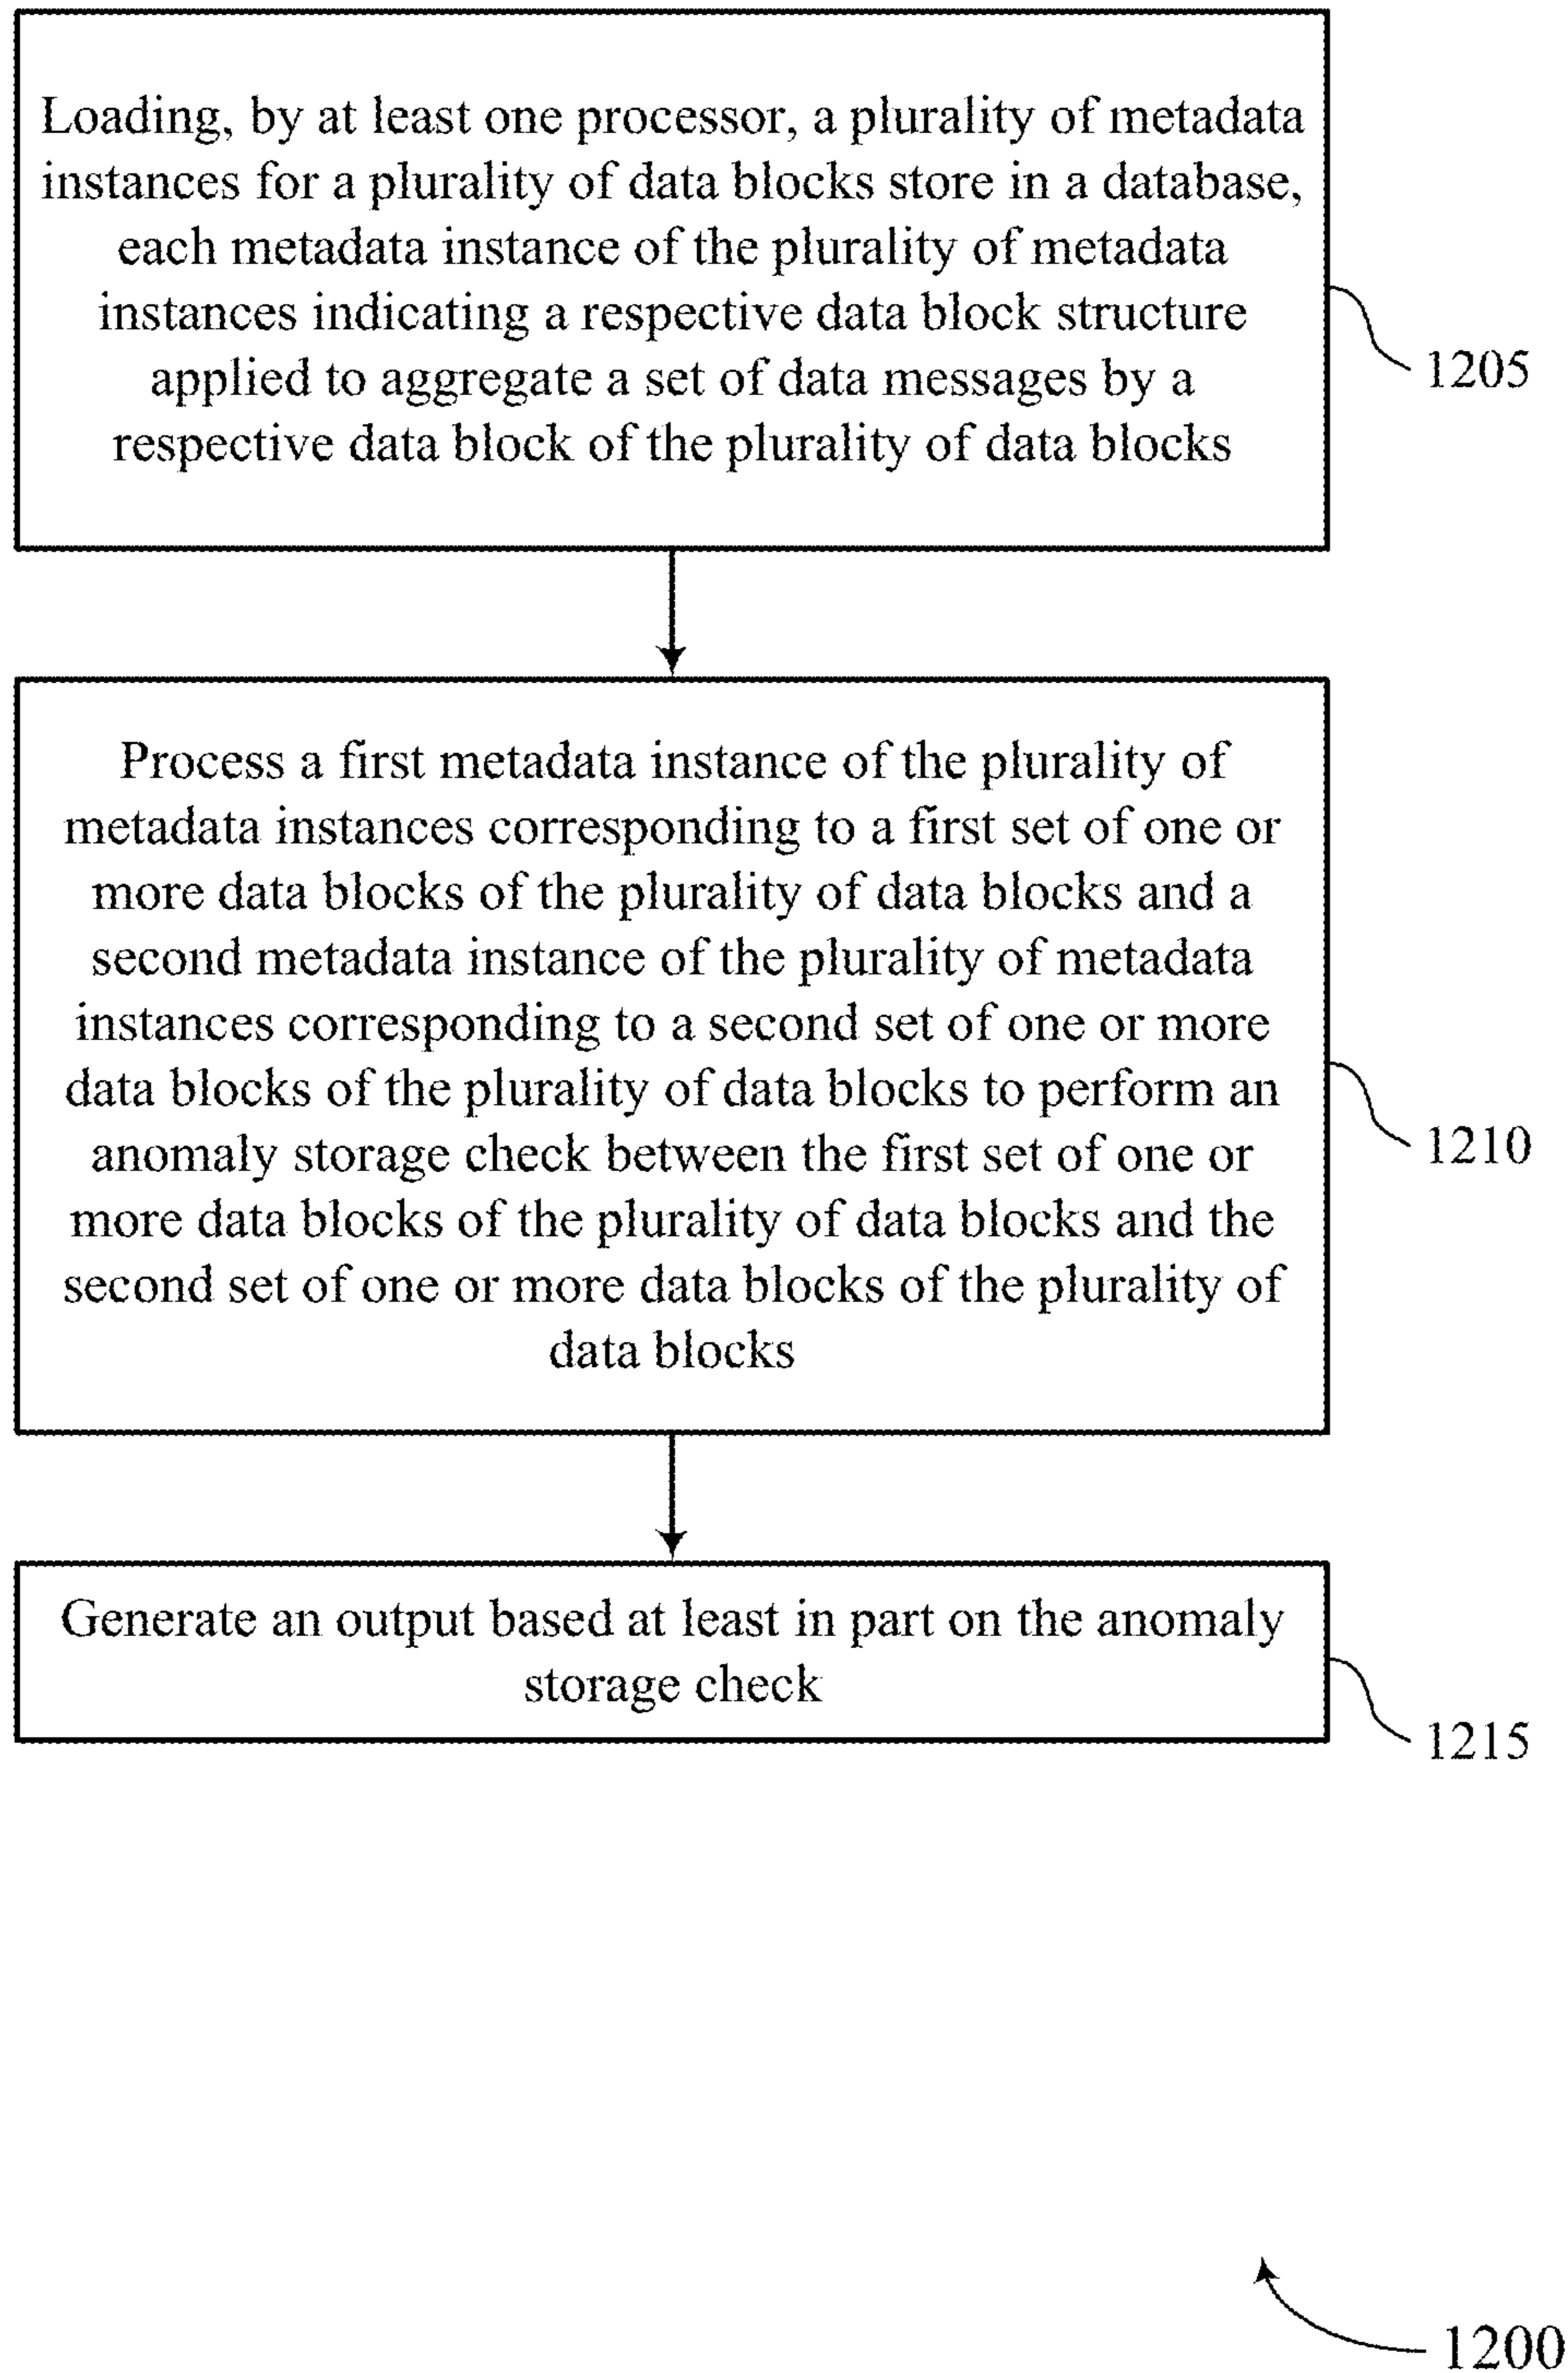 Loading, by at least one processor, a plurality of metadata
instances for a plurality of data blocks store in a database,
each metadata instance of the plurality of metadata
instances indicating a respective data block structure
applied to aggregate a set of data messages by a
respective data block of the plurality of data blocks
1205
Process a first metadata instance of the plurality of
metadata instances corresponding to a first set of one or
more data blocks of the plurality of data blocks and a
second metadata instance of the plurality of metadata
instances corresponding to a second set of one or more
data blocks of the plurality of data blocks to perform an
anomaly storage check between the first set of one or
more data blocks of the plurality of data blocks and the
second set of one or more data blocks of the plurality of
data blocks
1210
Generate an output based at least in part on the anomaly
storage check
1215
1200